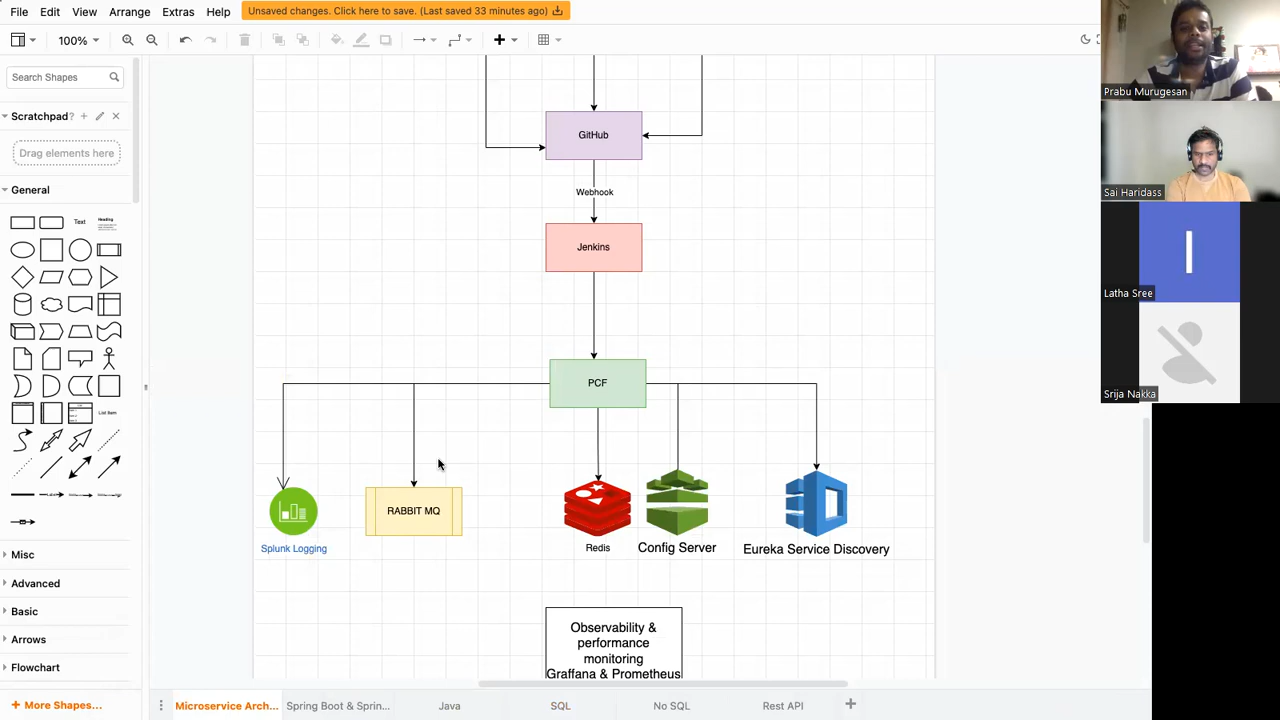 File Edit View Arrange Extras Help
Unsaved changes. Click here to save. (Last saved 33 minutes ago)
100%
Search Shapes
Scratchpad
?
Drag elements here
General
Text
Heading
List Item
Misc
Advanced
Basic
Arrows
Flowchart
+ More Shapes...
GitHub
Webhook
Jenkins
PCF
RABBIT MQ
Splunk Logging
Redis
Config Server
Eureka Service Discovery
Observability &
performance
monitoring
Graffana & Prometheus
Microservice Arch...
Spring Boot & Sprin...
Java
SQL
No SQL
Rest API
Prabu Murugesan
Sai Haridass
I
Latha Sree
Srija Nakka